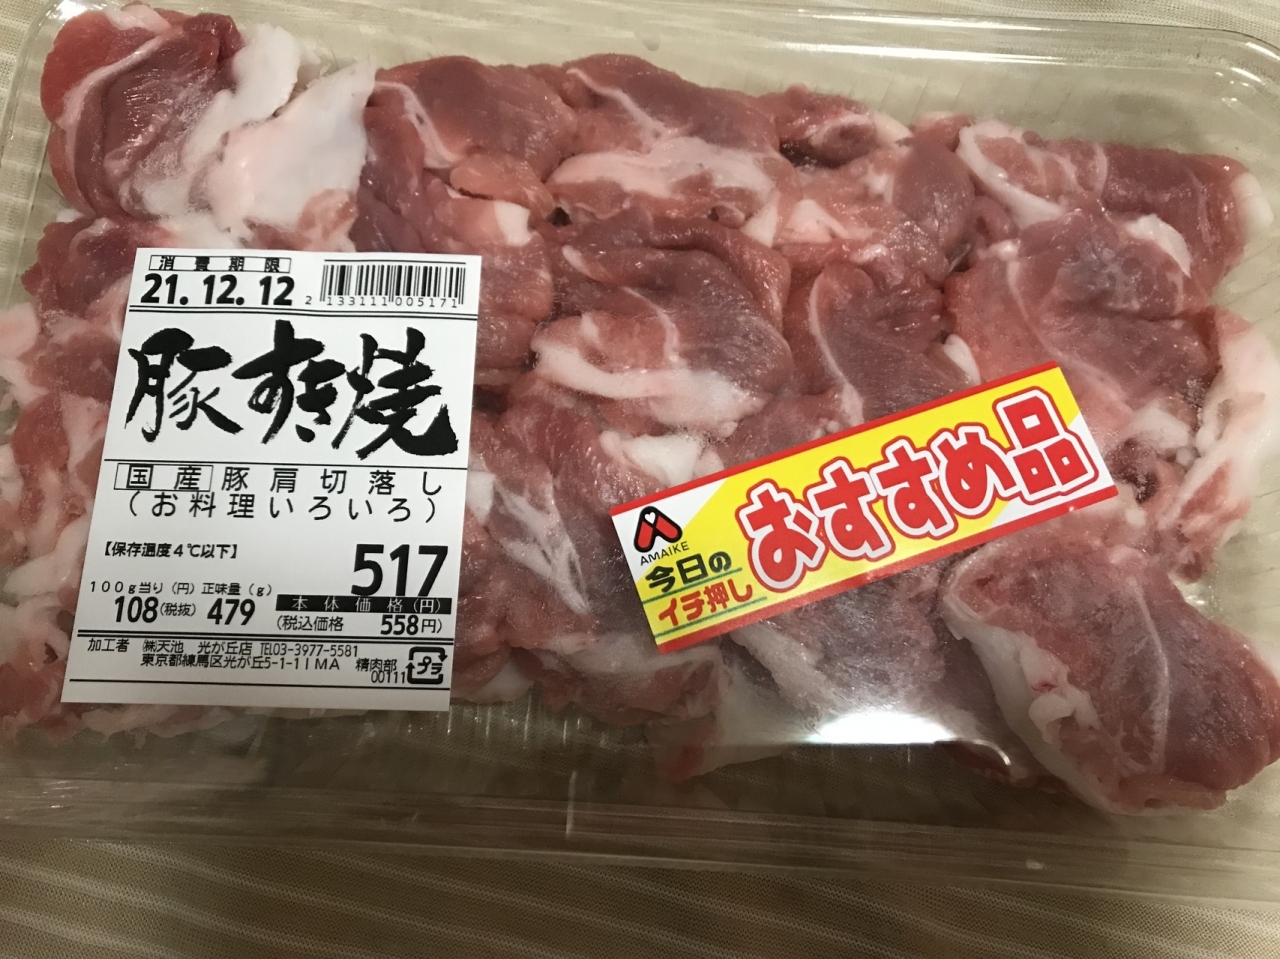 消費期限
21.12.12
2 133111 005171
豚すき焼
国産豚肩切落し
(お料理いろいろ)
【保存温度4℃以下】
517
100g当り(円) 正味量(g)
本体価格(円)
108(税抜) 479
(税込価格 558円)
加工者 ㈱天池 光が丘店 TEL03-3977-5581
東京都練馬区光が丘5-1-1IMA 精肉部
00111
プラ
AMAIKE
今日の
イチ押し
おすすめ品